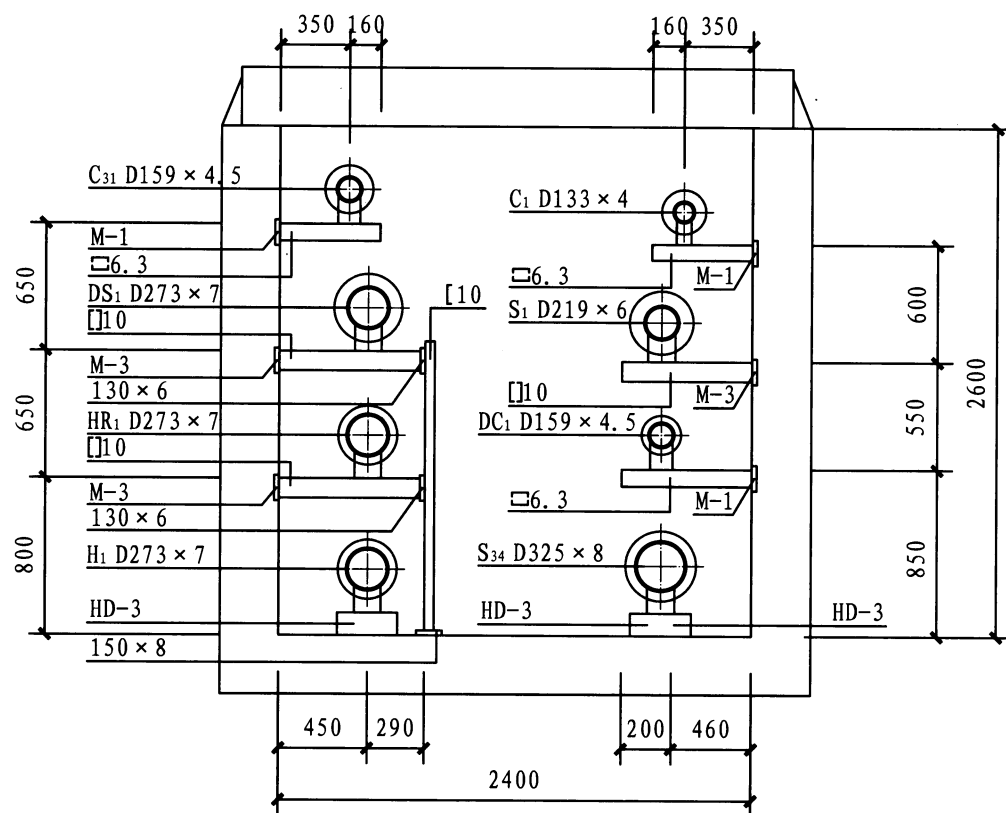 350 160
160 350
C₃₁ D159×4.5
M-1
□6.3
DS₁ D273×7
[]10
M-3
130×6
HR₁ D273×7
[]10
M-3
130×6
H₁ D273×7
HD-3
150×8
[10
C₁ D133×4
□6.3
M-1
S₁ D219×6
[]10
M-3
DC₁ D159×4.5
□6.3
M-1
S₃₄ D325×8
HD-3
HD-3
650
650
800
600
550
850
2600
450 290
200 460
2400